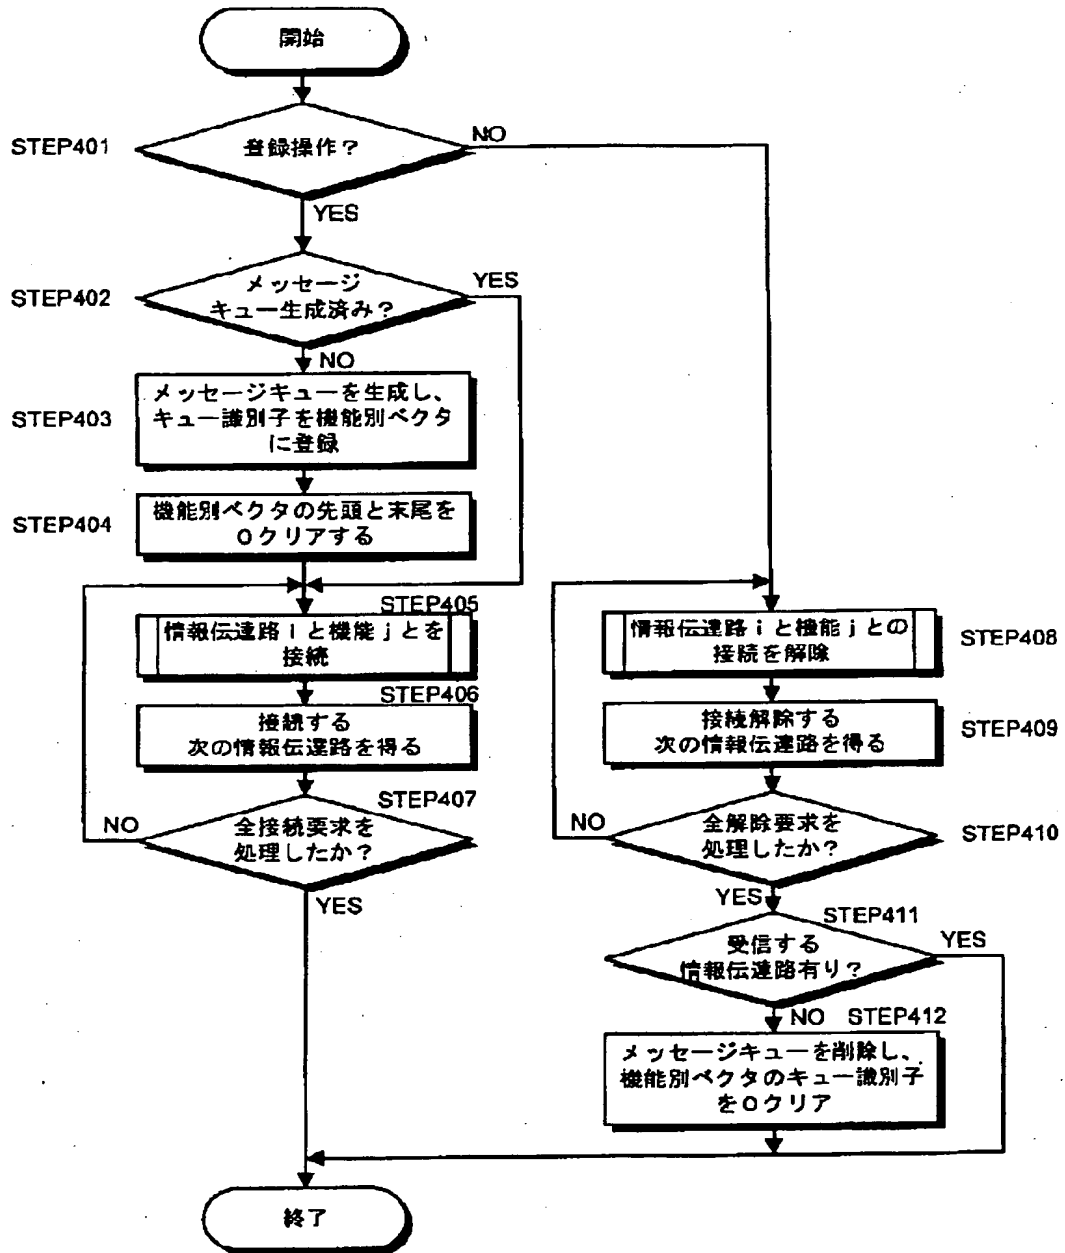 開始
STEP401
登録操作？
NO
YES
STEP402
メッセージ
キュー生成済み？
YES
NO
STEP403
メッセージキューを生成し、
キュー識別子を機能別ベクタ
に登録
STEP404
機能別ベクタの先頭と末尾を
0クリアする
STEP405
情報伝達路iと機能jとを
接続
STEP406
接続する
次の情報伝達路を得る
STEP407
全接続要求を
処理したか？
NO
YES
情報伝達路iと機能jとの
接続を解除
STEP408
接続解除する
次の情報伝達路を得る
STEP409
全解除要求を
処理したか？
STEP410
NO
YES
STEP411
受信する
情報伝達路有り？
YES
NO
STEP412
メッセージキューを削除し、
機能別ベクタのキュー識別子
を0クリア
終了